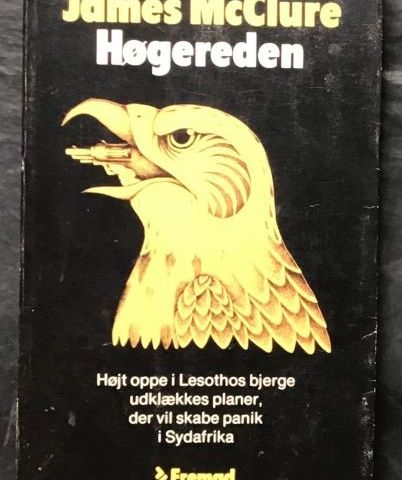 James McClure
Høgereden
Højt oppe i Lesothos bjerge
udklækkes planer,
der vil skabe panik
i Sydafrika
Fremad